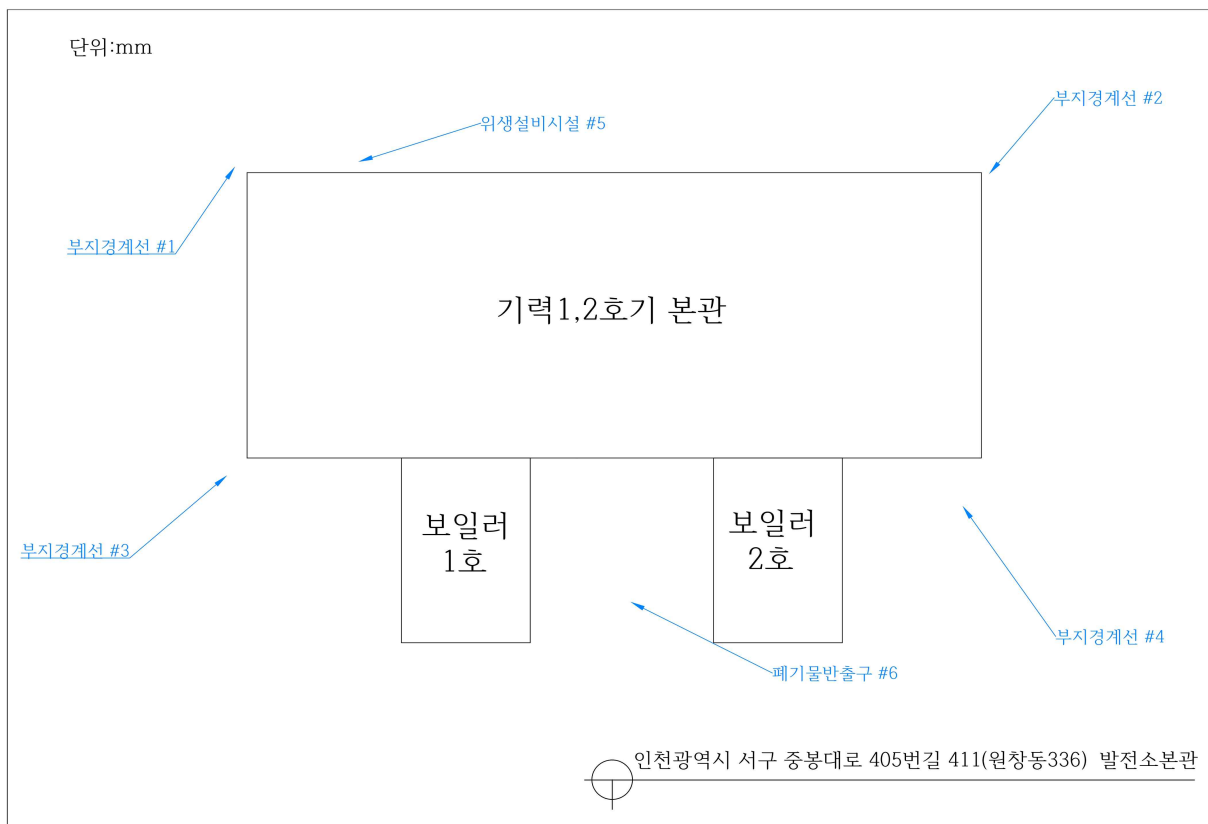 단위:mm
부지경계선 #2
위생설비시설 #5
부지경계선 #1
기력1,2호기 본관
보일러
1호
보일러
2호
부지경계선 #3
부지경계선 #4
폐기물반출구 #6
인천광역시 서구 중봉대로 405번길 411(원창동336) 발전소본관